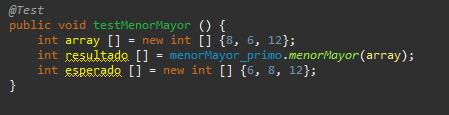 @Test
public void testMenorMayor () {
int array [] = new int [] {8, 6, 12};
int resultado [] = menorMayor_primo.menorMayor(array);
int esperado [] = new int [] {6, 8, 12};
}